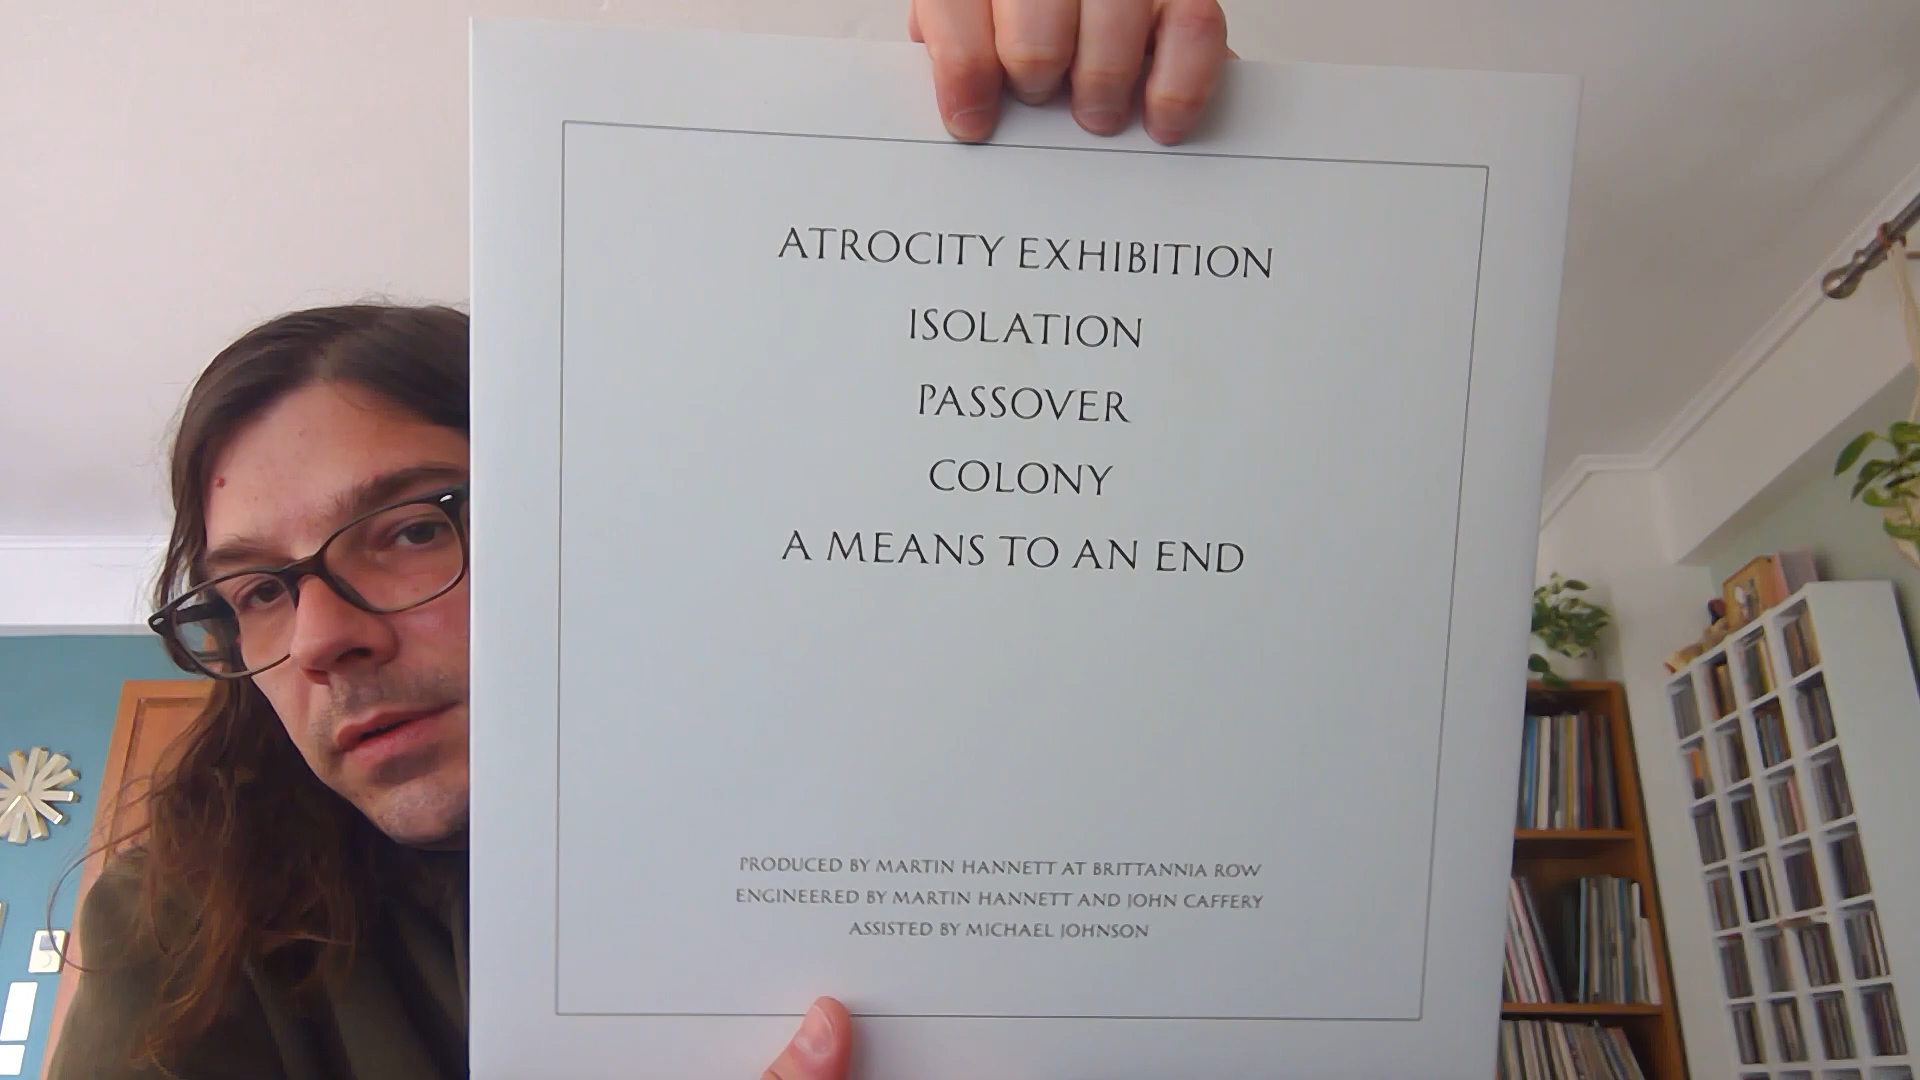 ATROCITY EXHIBITION
ISOLATION
PASSOVER
COLONY
A MEANS TO AN END
PRODUCED BY MARTIN HANNETT AT BRITTANNIA ROW
ENGINEERED BY MARTIN HANNETT AND JOHN CAFFERY
ASSISTED BY MICHAEL JOHNSON